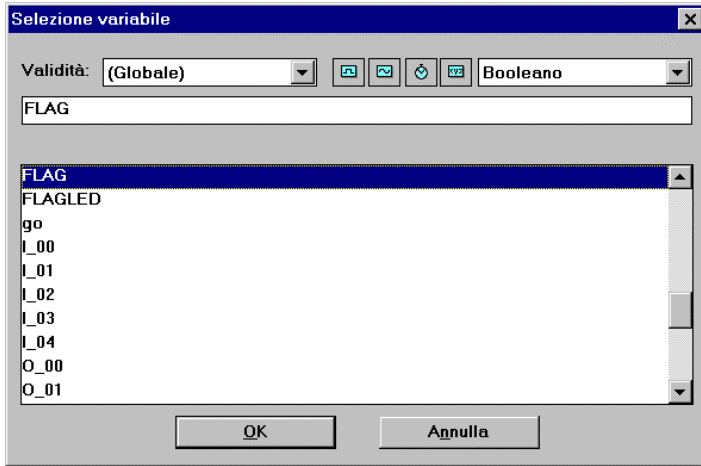 Selezione variabile
Validità: (Globale) Booleano
FLAG
FLAG
FLAGLED
go
I_00
I_01
I_02
I_03
I_04
O_00
O_01
OK Annulla